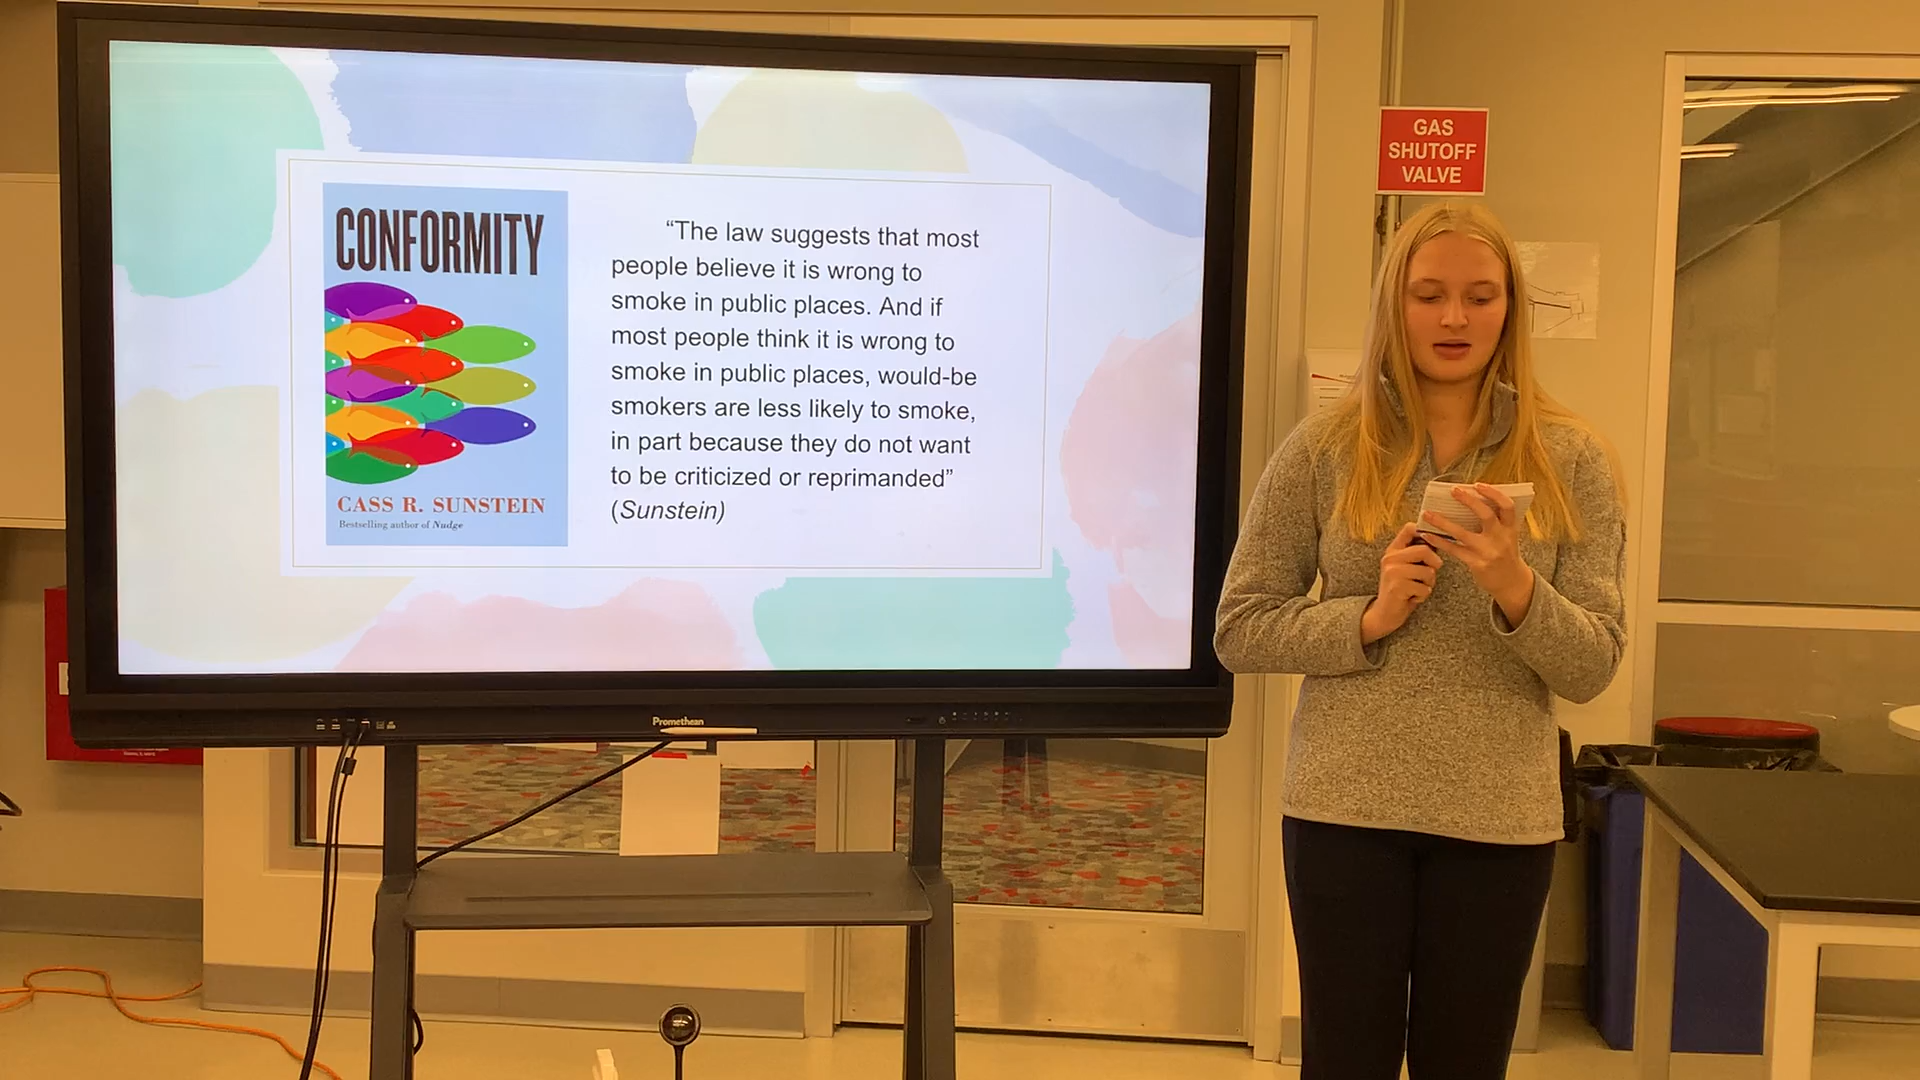 CONFORMITY
CASS R. SUNSTEIN
Bestselling author of Nudge
“The law suggests that most
people believe it is wrong to
smoke in public places. And if
most people think it is wrong to
smoke in public places, would-be
smokers are less likely to smoke,
in part because they do not want
to be criticized or reprimanded”
(Sunstein)
Promethean
GAS
SHUTOFF
VALVE